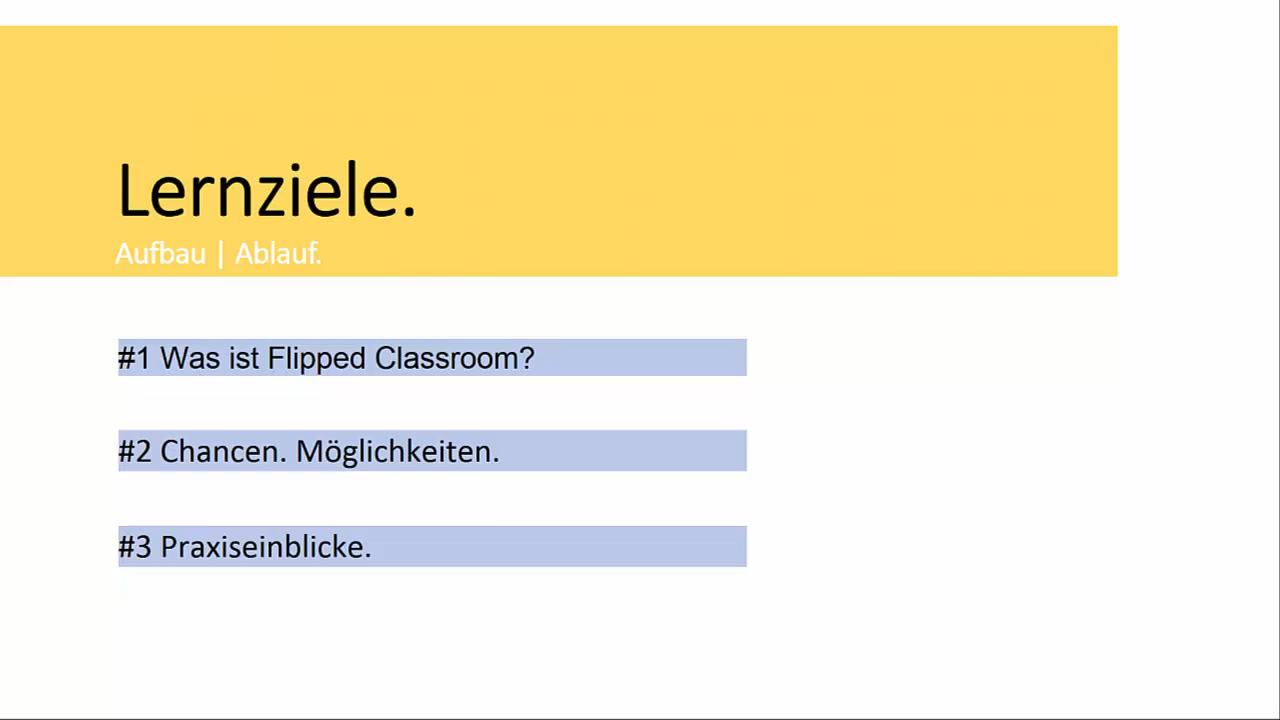 Lernziele.
Aufbau | Ablauf.
#1 Was ist Flipped Classroom?
#2 Chancen. Möglichkeiten.
#3 Praxiseinblicke.